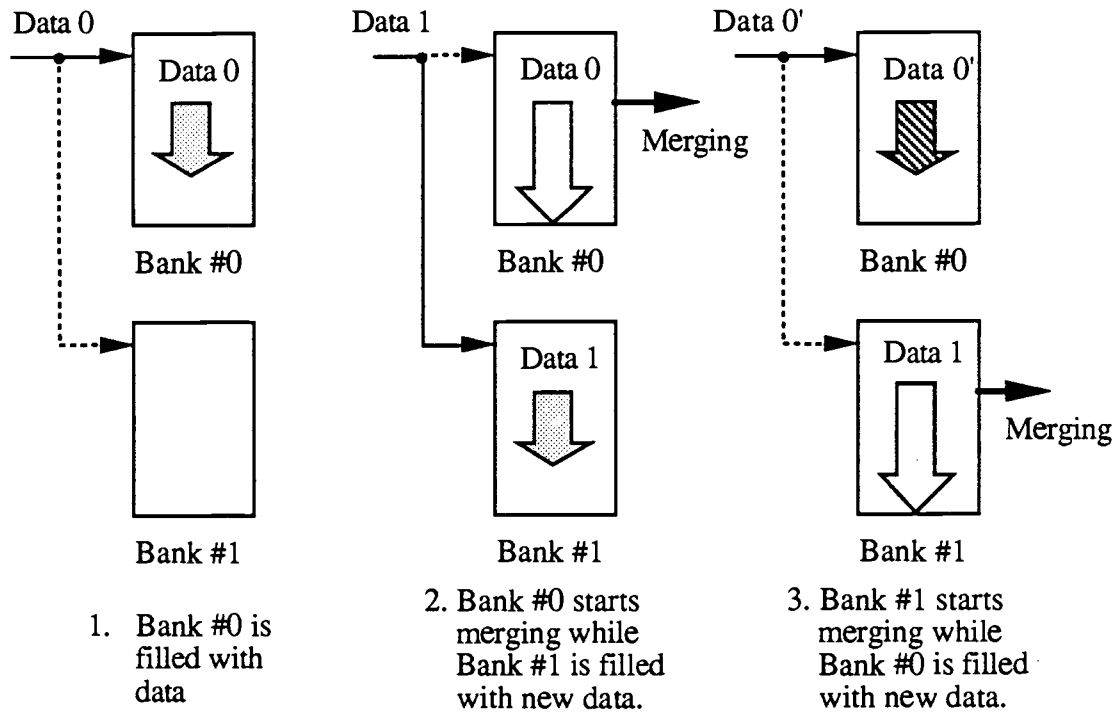 Data 0
Data 0
Bank #0
Bank #1
1. Bank #0 is
filled with
data
Data 1
Data 0
Merging
Bank #0
Data 1
Bank #1
2. Bank #0 starts
merging while
Bank #1 is filled
with new data.
Data 0'
Data 0'
Bank #0
Data 1
Merging
Bank #1
3. Bank #1 starts
merging while
Bank #0 is filled
with new data.